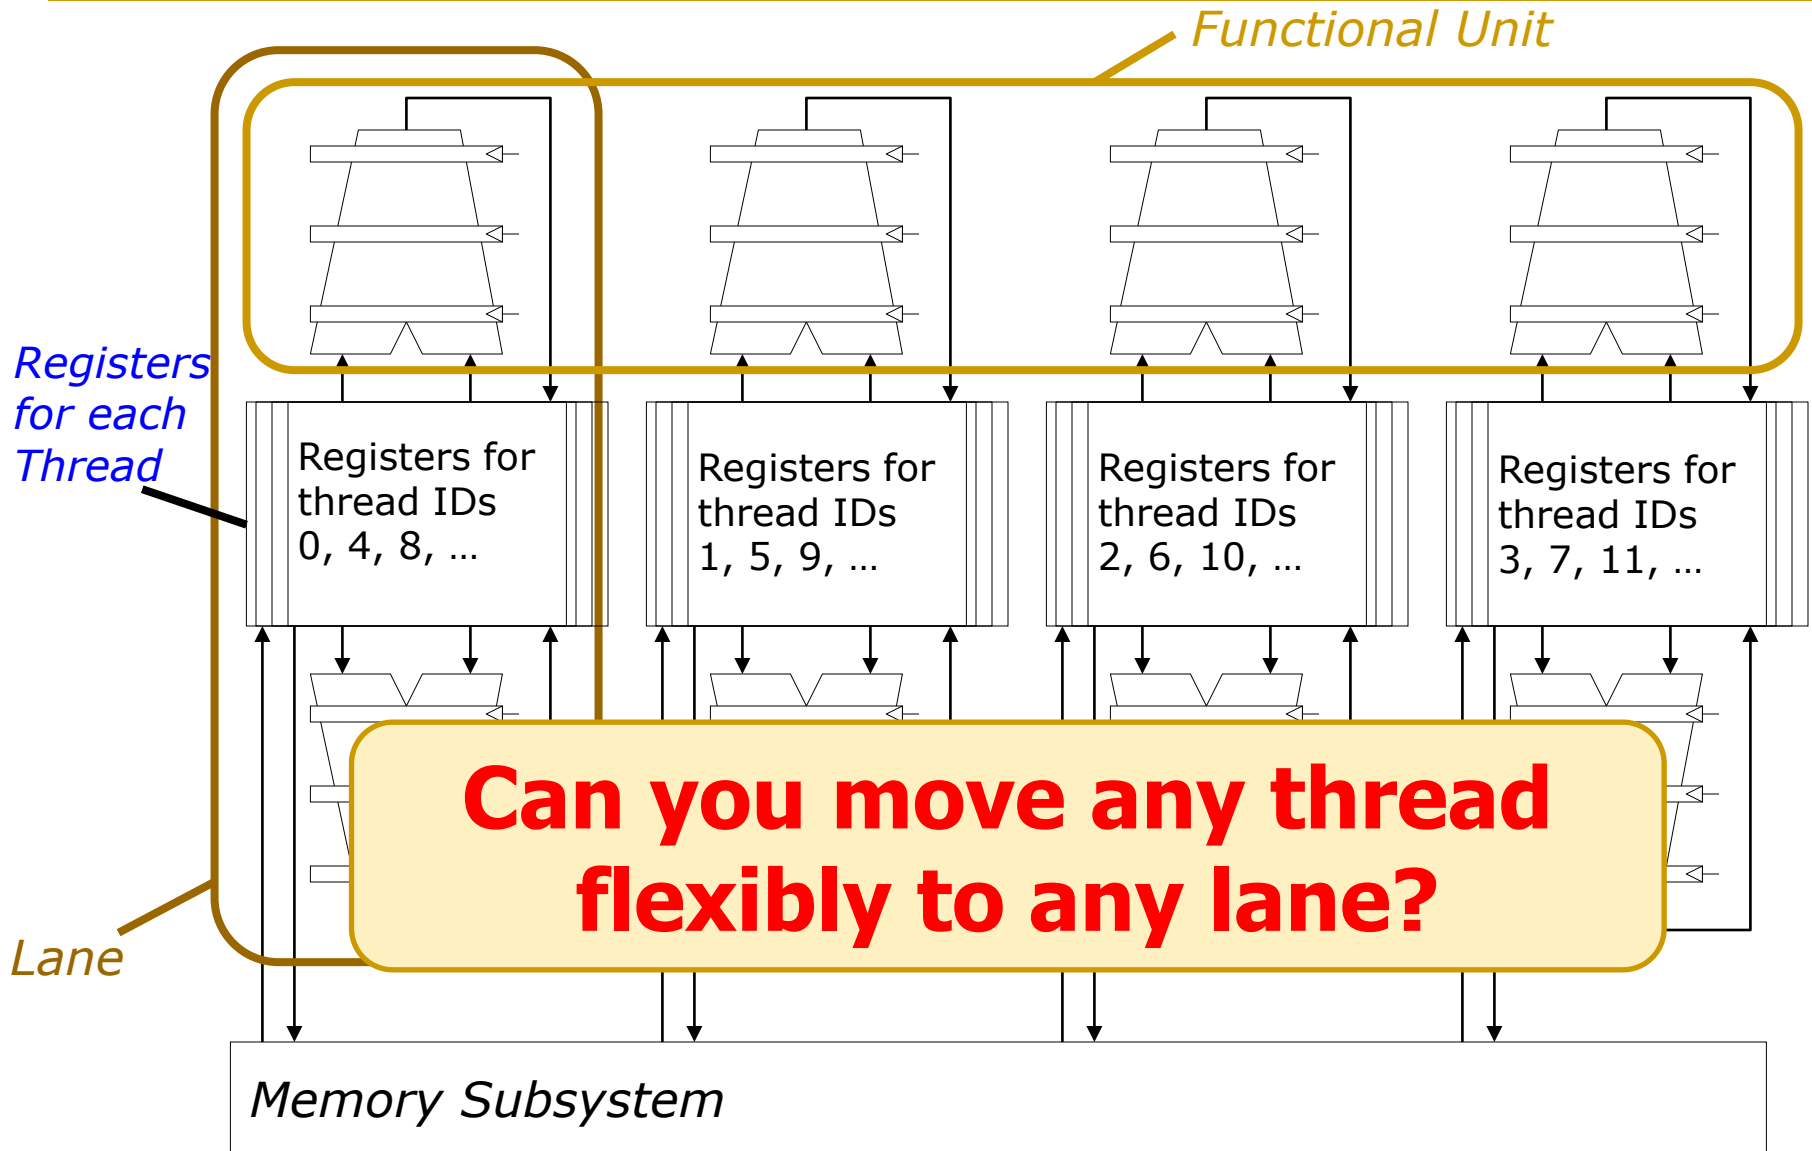 Functional Unit
Registers
for each
Thread
Registers for
thread IDs
0, 4, 8, …
Registers for
thread IDs
1, 5, 9, …
Registers for
thread IDs
2, 6, 10, …
Registers for
thread IDs
3, 7, 11, …
Can you move any thread
flexibly to any lane?
Lane
Memory Subsystem